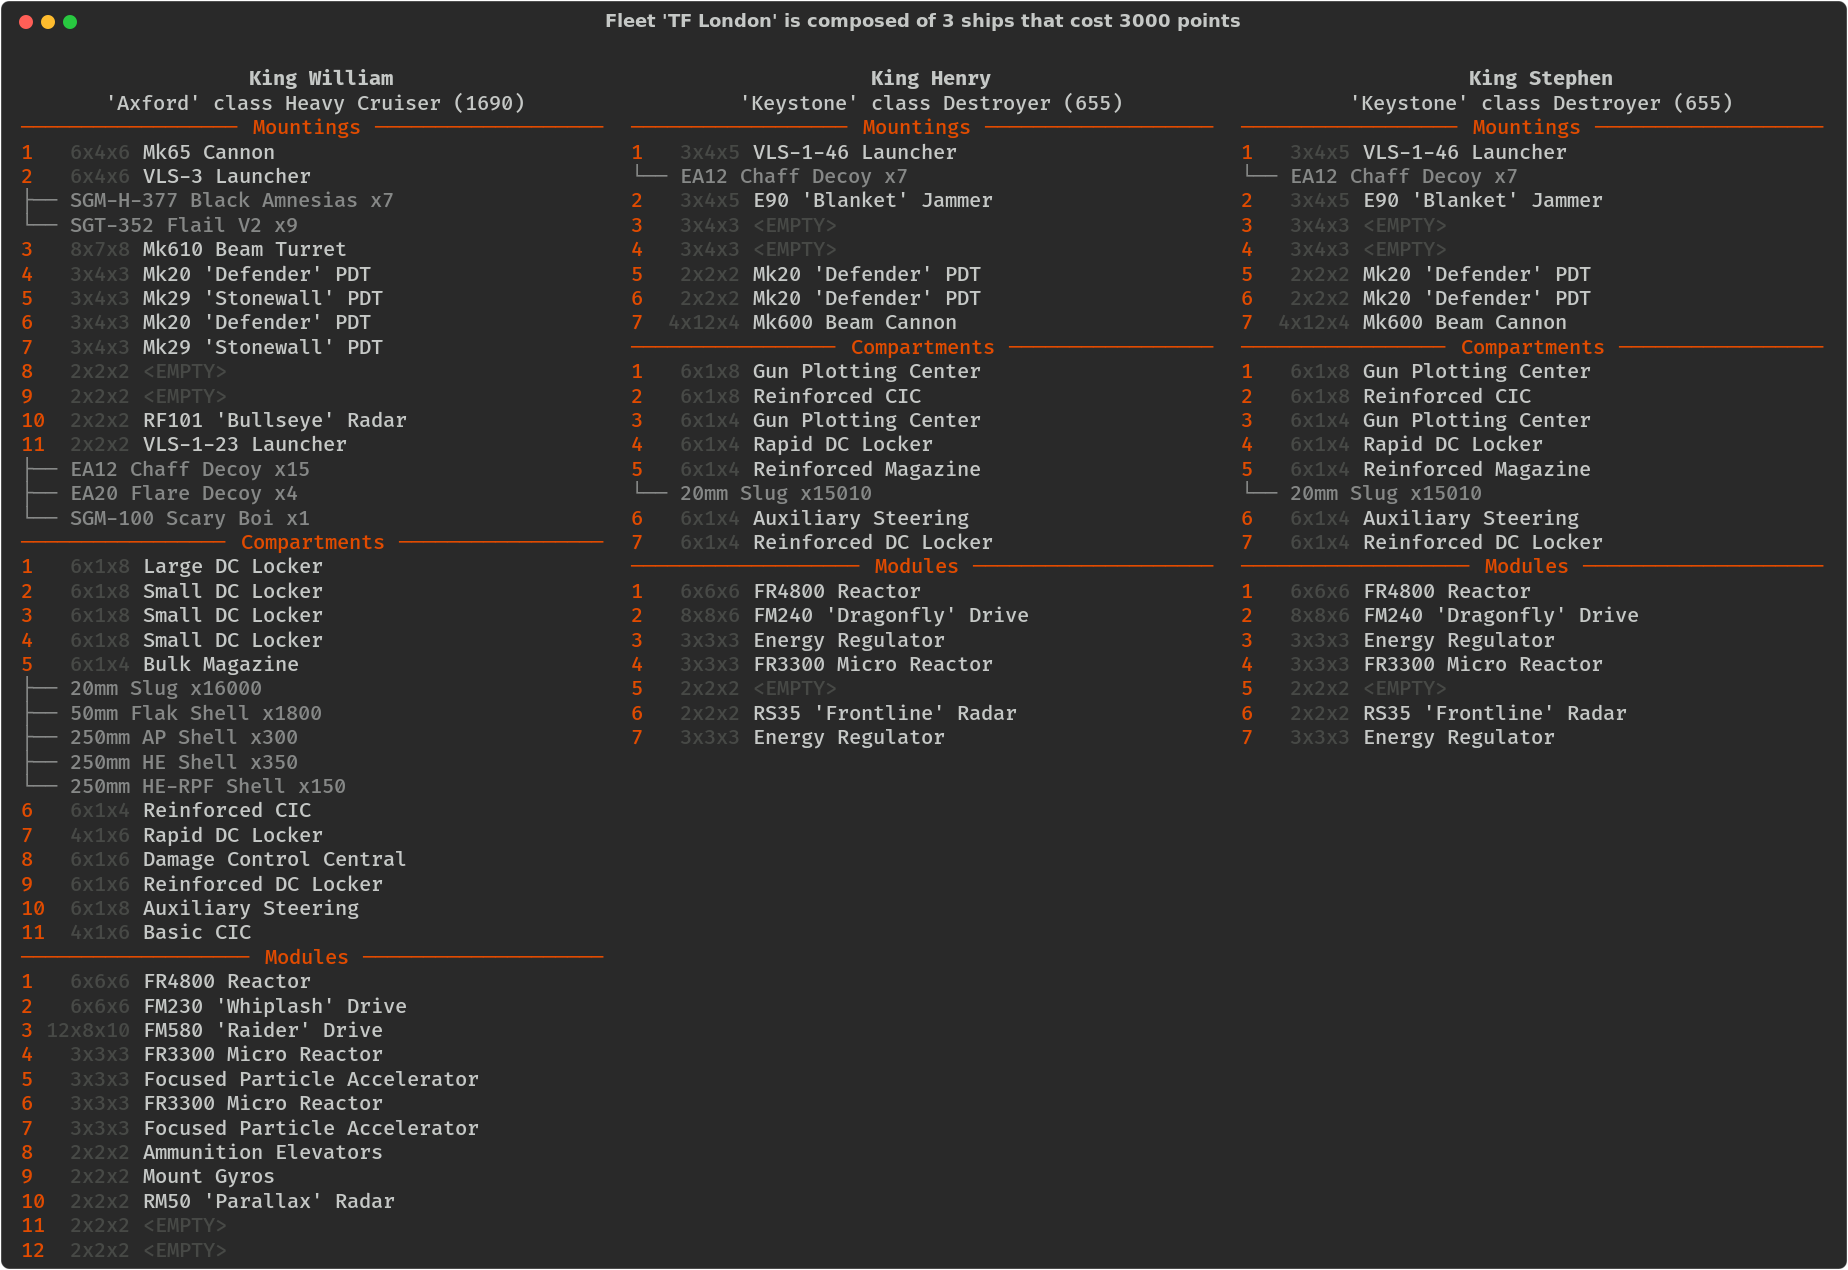 Fleet 'TF London' is composed of 3 ships that cost 3000 points
King William
'Axford' class Heavy Cruiser (1690)
Mountings
1 6x4x6 Mk65 Cannon
2 6x4x6 VLS-3 Launcher
SGM-H-377 Black Amnesias x7
SGT-352 Flail V2 x9
3 8x7x8 Mk610 Beam Turret
4 3x4x3 Mk20 'Defender' PDT
5 3x4x3 Mk29 'Stonewall' PDT
6 3x4x3 Mk20 'Defender' PDT
7 3x4x3 Mk29 'Stonewall' PDT
8 2x2x2 <EMPTY>
9 2x2x2 <EMPTY>
10 2x2x2 RF101 'Bullseye' Radar
11 2x2x2 VLS-1-23 Launcher
EA12 Chaff Decoy x15
EA20 Flare Decoy x4
SGM-100 Scary Boi x1
Compartments
1 6x1x8 Large DC Locker
2 6x1x8 Small DC Locker
3 6x1x8 Small DC Locker
4 6x1x8 Small DC Locker
5 6x1x4 Bulk Magazine
20mm Slug x16000
50mm Flak Shell x1800
250mm AP Shell x300
250mm HE Shell x350
250mm HE-RPF Shell x150
6 6x1x4 Reinforced CIC
7 4x1x6 Rapid DC Locker
8 6x1x6 Damage Control Central
9 6x1x6 Reinforced DC Locker
10 6x1x8 Auxiliary Steering
11 4x1x6 Basic CIC
Modules
1 6x6x6 FR4800 Reactor
2 6x6x6 FM230 'Whiplash' Drive
3 12x8x10 FM580 'Raider' Drive
4 3x3x3 FR3300 Micro Reactor
5 3x3x3 Focused Particle Accelerator
6 3x3x3 FR3300 Micro Reactor
7 3x3x3 Focused Particle Accelerator
8 2x2x2 Ammunition Elevators
9 2x2x2 Mount Gyros
10 2x2x2 RM50 'Parallax' Radar
11 2x2x2 <EMPTY>
12 2x2x2 <EMPTY>
King Henry
'Keystone' class Destroyer (655)
Mountings
1 3x4x5 VLS-1-46 Launcher
EA12 Chaff Decoy x7
2 3x4x5 E90 'Blanket' Jammer
3 3x4x3 <EMPTY>
4 3x4x3 <EMPTY>
5 2x2x2 Mk20 'Defender' PDT
6 2x2x2 Mk20 'Defender' PDT
7 4x12x4 Mk600 Beam Cannon
Compartments
1 6x1x8 Gun Plotting Center
2 6x1x8 Reinforced CIC
3 6x1x4 Gun Plotting Center
4 6x1x4 Rapid DC Locker
5 6x1x4 Reinforced Magazine
20mm Slug x15010
6 6x1x4 Auxiliary Steering
7 6x1x4 Reinforced DC Locker
Modules
1 6x6x6 FR4800 Reactor
2 8x8x6 FM240 'Dragonfly' Drive
3 3x3x3 Energy Regulator
4 3x3x3 FR3300 Micro Reactor
5 2x2x2 <EMPTY>
6 2x2x2 RS35 'Frontline' Radar
7 3x3x3 Energy Regulator
King Stephen
'Keystone' class Destroyer (655)
Mountings
1 3x4x5 VLS-1-46 Launcher
EA12 Chaff Decoy x7
2 3x4x5 E90 'Blanket' Jammer
3 3x4x3 <EMPTY>
4 3x4x3 <EMPTY>
5 2x2x2 Mk20 'Defender' PDT
6 2x2x2 Mk20 'Defender' PDT
7 4x12x4 Mk600 Beam Cannon
Compartments
1 6x1x8 Gun Plotting Center
2 6x1x8 Reinforced CIC
3 6x1x4 Gun Plotting Center
4 6x1x4 Rapid DC Locker
5 6x1x4 Reinforced Magazine
20mm Slug x15010
6 6x1x4 Auxiliary Steering
7 6x1x4 Reinforced DC Locker
Modules
1 6x6x6 FR4800 Reactor
2 8x8x6 FM240 'Dragonfly' Drive
3 3x3x3 Energy Regulator
4 3x3x3 FR3300 Micro Reactor
5 2x2x2 <EMPTY>
6 2x2x2 RS35 'Frontline' Radar
7 3x3x3 Energy Regulator